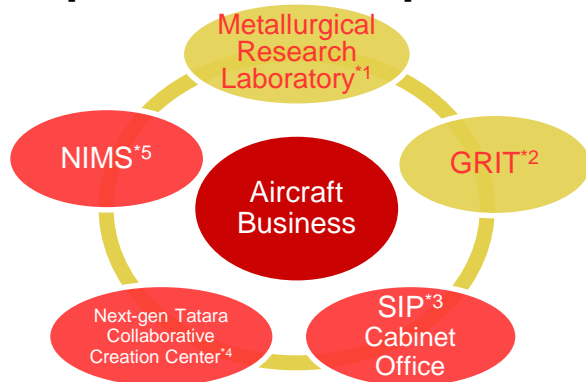 Metallurgical
Research
Laboratory*1
NIMS*5
GRIT*2
Aircraft
Business
Next-gen Tatara
Collaborative
Creation Center*4
SIP*3
Cabinet
Office